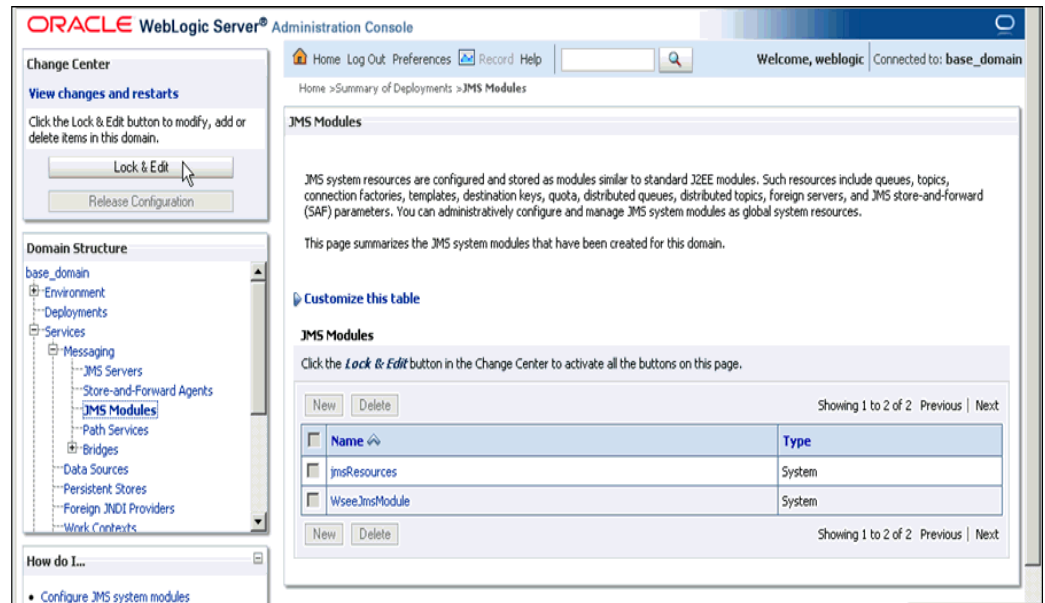 ORACLE WebLogic Server® Administration Console
Change Center
View changes and restarts
Click the Lock & Edit button to modify, add or
delete items in this domain.
Lock & Edit
Release Configuration
Domain Structure
base_domain
Environment
Deployments
Services
Messaging
JMS Servers
Store-and-Forward Agents
JMS Modules
Path Services
Bridges
Data Sources
Persistent Stores
Foreign JNDI Providers
Work Contexts
How do I...
Configure JMS system modules
Home Log Out Preferences Record Help
Welcome, weblogic Connected to: base_domain
Home >Summary of Deployments >JMS Modules
JMS Modules
JMS system resources are configured and stored as modules similar to standard J2EE modules. Such resources include queues, topics,
connection factories, templates, destination keys, quota, distributed queues, distributed topics, foreign servers, and JMS store-and-forward
(SAF) parameters. You can administratively configure and manage JMS system modules as global system resources.
This page summarizes the JMS system modules that have been created for this domain.
Customize this table
JMS Modules
Click the Lock & Edit button in the Change Center to activate all the buttons on this page.
New Delete Showing 1 to 2 of 2 Previous | Next
Name Type
jmsResources System
WseeJmsModule System
New Delete Showing 1 to 2 of 2 Previous | Next